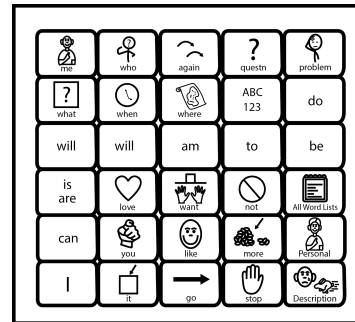 me who again questn problem
? ?
what when where ABC do
123
will will am to be
is
are
love want not All Word Lists
can you like more Personal
I it go stop Description